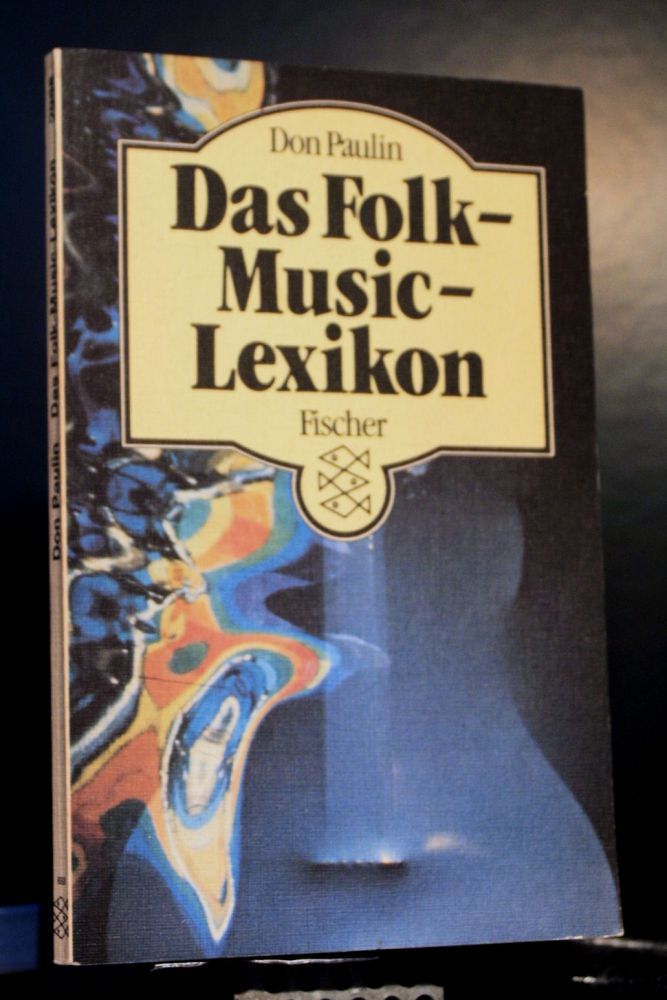 Don Paulin
Das Folk-
Music-
Lexikon
Fischer
Don Paulin Das Folk-Music-Lexikon